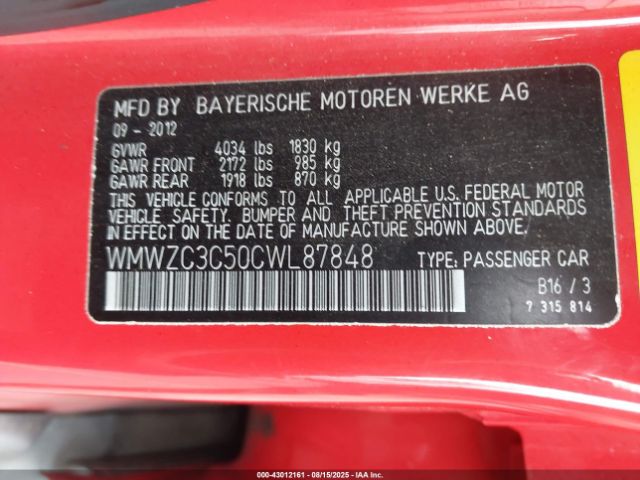 MFD BY BAYERISCHE MOTOREN WERKE AG
09 - 2012
GVWR 4034 lbs 1830 kg
GAWR FRONT 2172 lbs 985 kg
GAWR REAR 1918 lbs 870 kg
THIS VEHICLE CONFORMS TO ALL APPLICABLE U.S. FEDERAL MOTOR
VEHICLE SAFETY, BUMPER AND THEFT PREVENTION STANDARDS
IN EFFECT ON THE DATE OF MANUFACTURE SHOWN ABOVE.
WMWZC3C50CWL87848 TYPE: PASSENGER CAR
B16 / 3
7 315 814
000-43012161 - 08/15/2025 - IAA Inc.